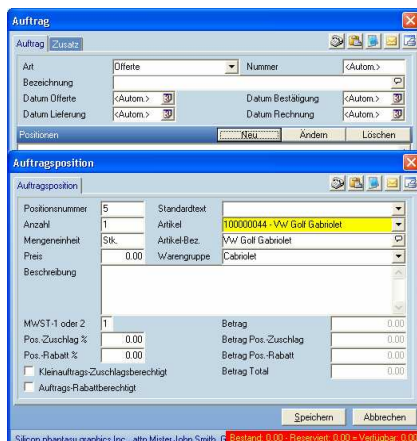 Auftrag
Auftrag Zusatz
Art Offerte Nummer <Autom.>
Bezeichnung
Datum Offerte <Autom.> Datum Bestätigung <Autom.>
Datum Lieferung <Autom.> Datum Rechnung <Autom.>
Positionen Neu Ändern Löschen
Auftragsposition
Auftragsposition
Positionsnummer 5 Standardtext
Anzahl 1 Artikel 100000044 - VW Golf Gabriolet
Mengeneinheit Stk. Artikel-Bez. VW Golf Gabriolet
Preis 0.00 Warengruppe Cabriolet
Beschreibung
MWST-1 oder 2 1 Betrag 0.00
Pos.-Zuschlag % 0.00 Betrag Pos.-Zuschlag 0.00
Pos.-Rabatt % 0.00 Betrag Pos.-Rabatt 0.00
Kleinauftrags-Zuschlagsberechtigt Betrag Total 0.00
Auftrags-Rabattberechtigt
Speichern Abbrechen
Silicon phantasy graphics Inc., attn Mister John Smith, G Bestand: 0.00 - Reserviert: 0.00 = Verfügbar: 0.00